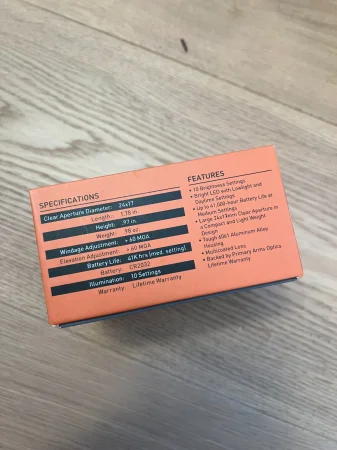 SPECIFICATIONS
Clear Aperture Diameter: 24x17
Length: 1.78 in
Height: .97 in.
Weight: .98 oz.
Windage Adjustment: > 60 MOA
Elevation Adjustment: > 60 MOA
Battery Life: 41K hrs (med. setting)
Battery: CR2032
Illumination: 10 Settings
Warranty: Lifetime Warranty
FEATURES
• 10 Brightness Settings
• Bright LED with Lowlight and
Daytime Settings
• Up to 41,000-hour Battery Life at
Medium Settings
• Large 24x17mm Clear Aperture in
a Compact and Light Weight
Design
• Tough 6061 Aluminum Alloy
Housing
• Multicoated Lens
• Backed by Primary Arms Optics
Lifetime Warranty